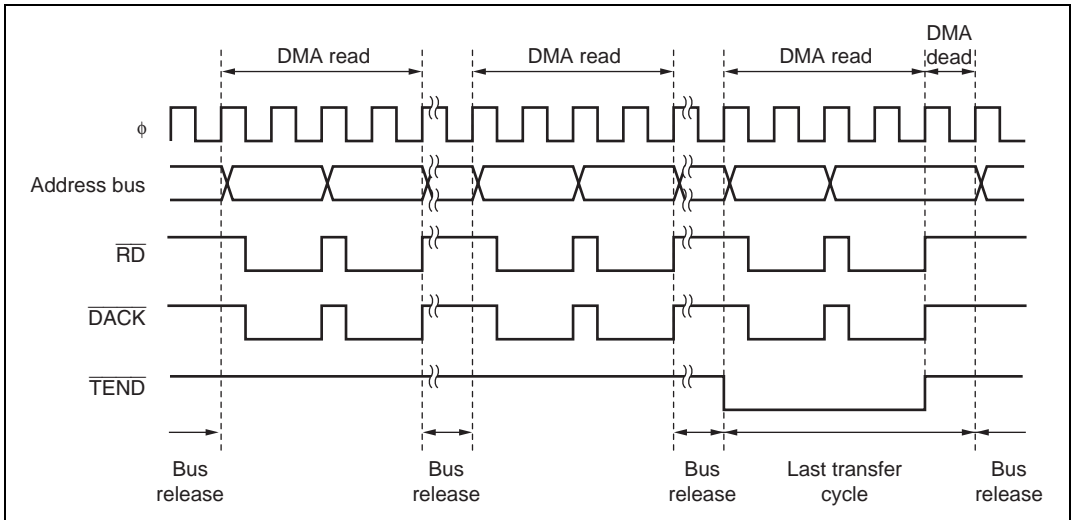 DMA read
DMA read
DMA read
DMA
dead
φ
Address bus
RD
DACK
TEND
Bus
release
Bus
release
Bus
release
Last transfer
cycle
Bus
release